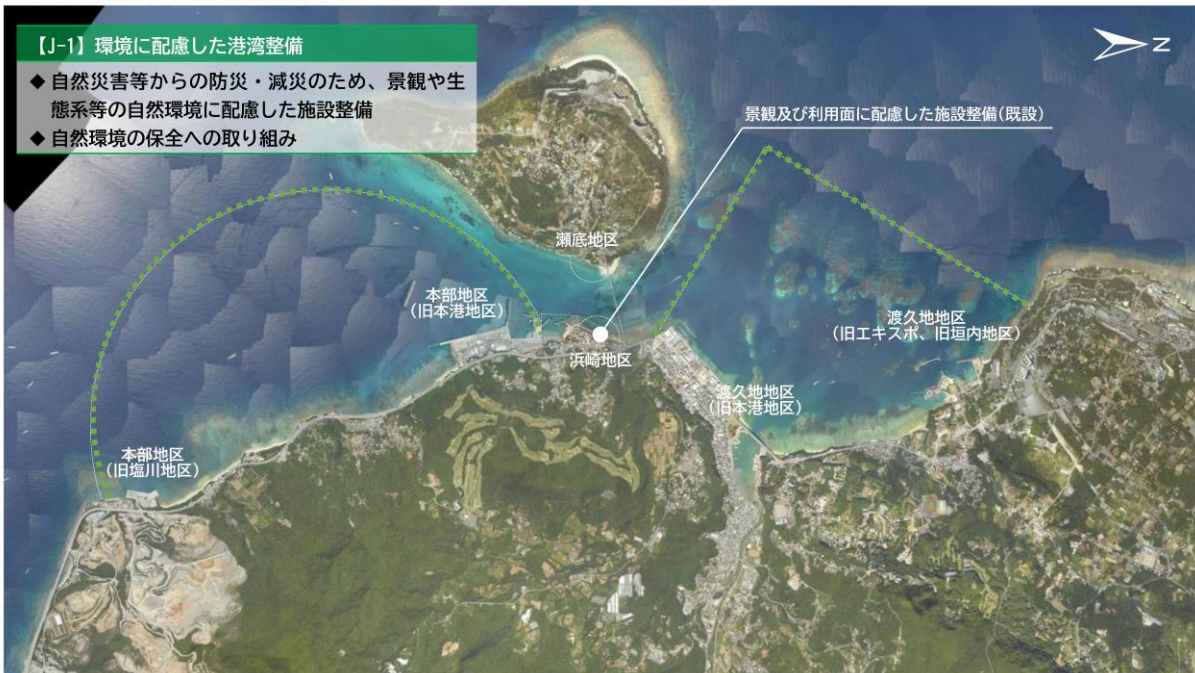 【J-1】環境に配慮した港湾整備
◆ 自然災害等からの防災・減災のため、景観や生
態系等の自然環境に配慮した施設整備
◆ 自然環境の保全への取り組み
N
景観及び利用面に配慮した施設整備(既設)
瀬底地区
本部地区
(旧本港地区)
渡久地地区
(旧エキスポ、旧垣内地区)
浜崎地区
渡久地地区
(旧本港地区)
本部地区
(旧塩川地区)